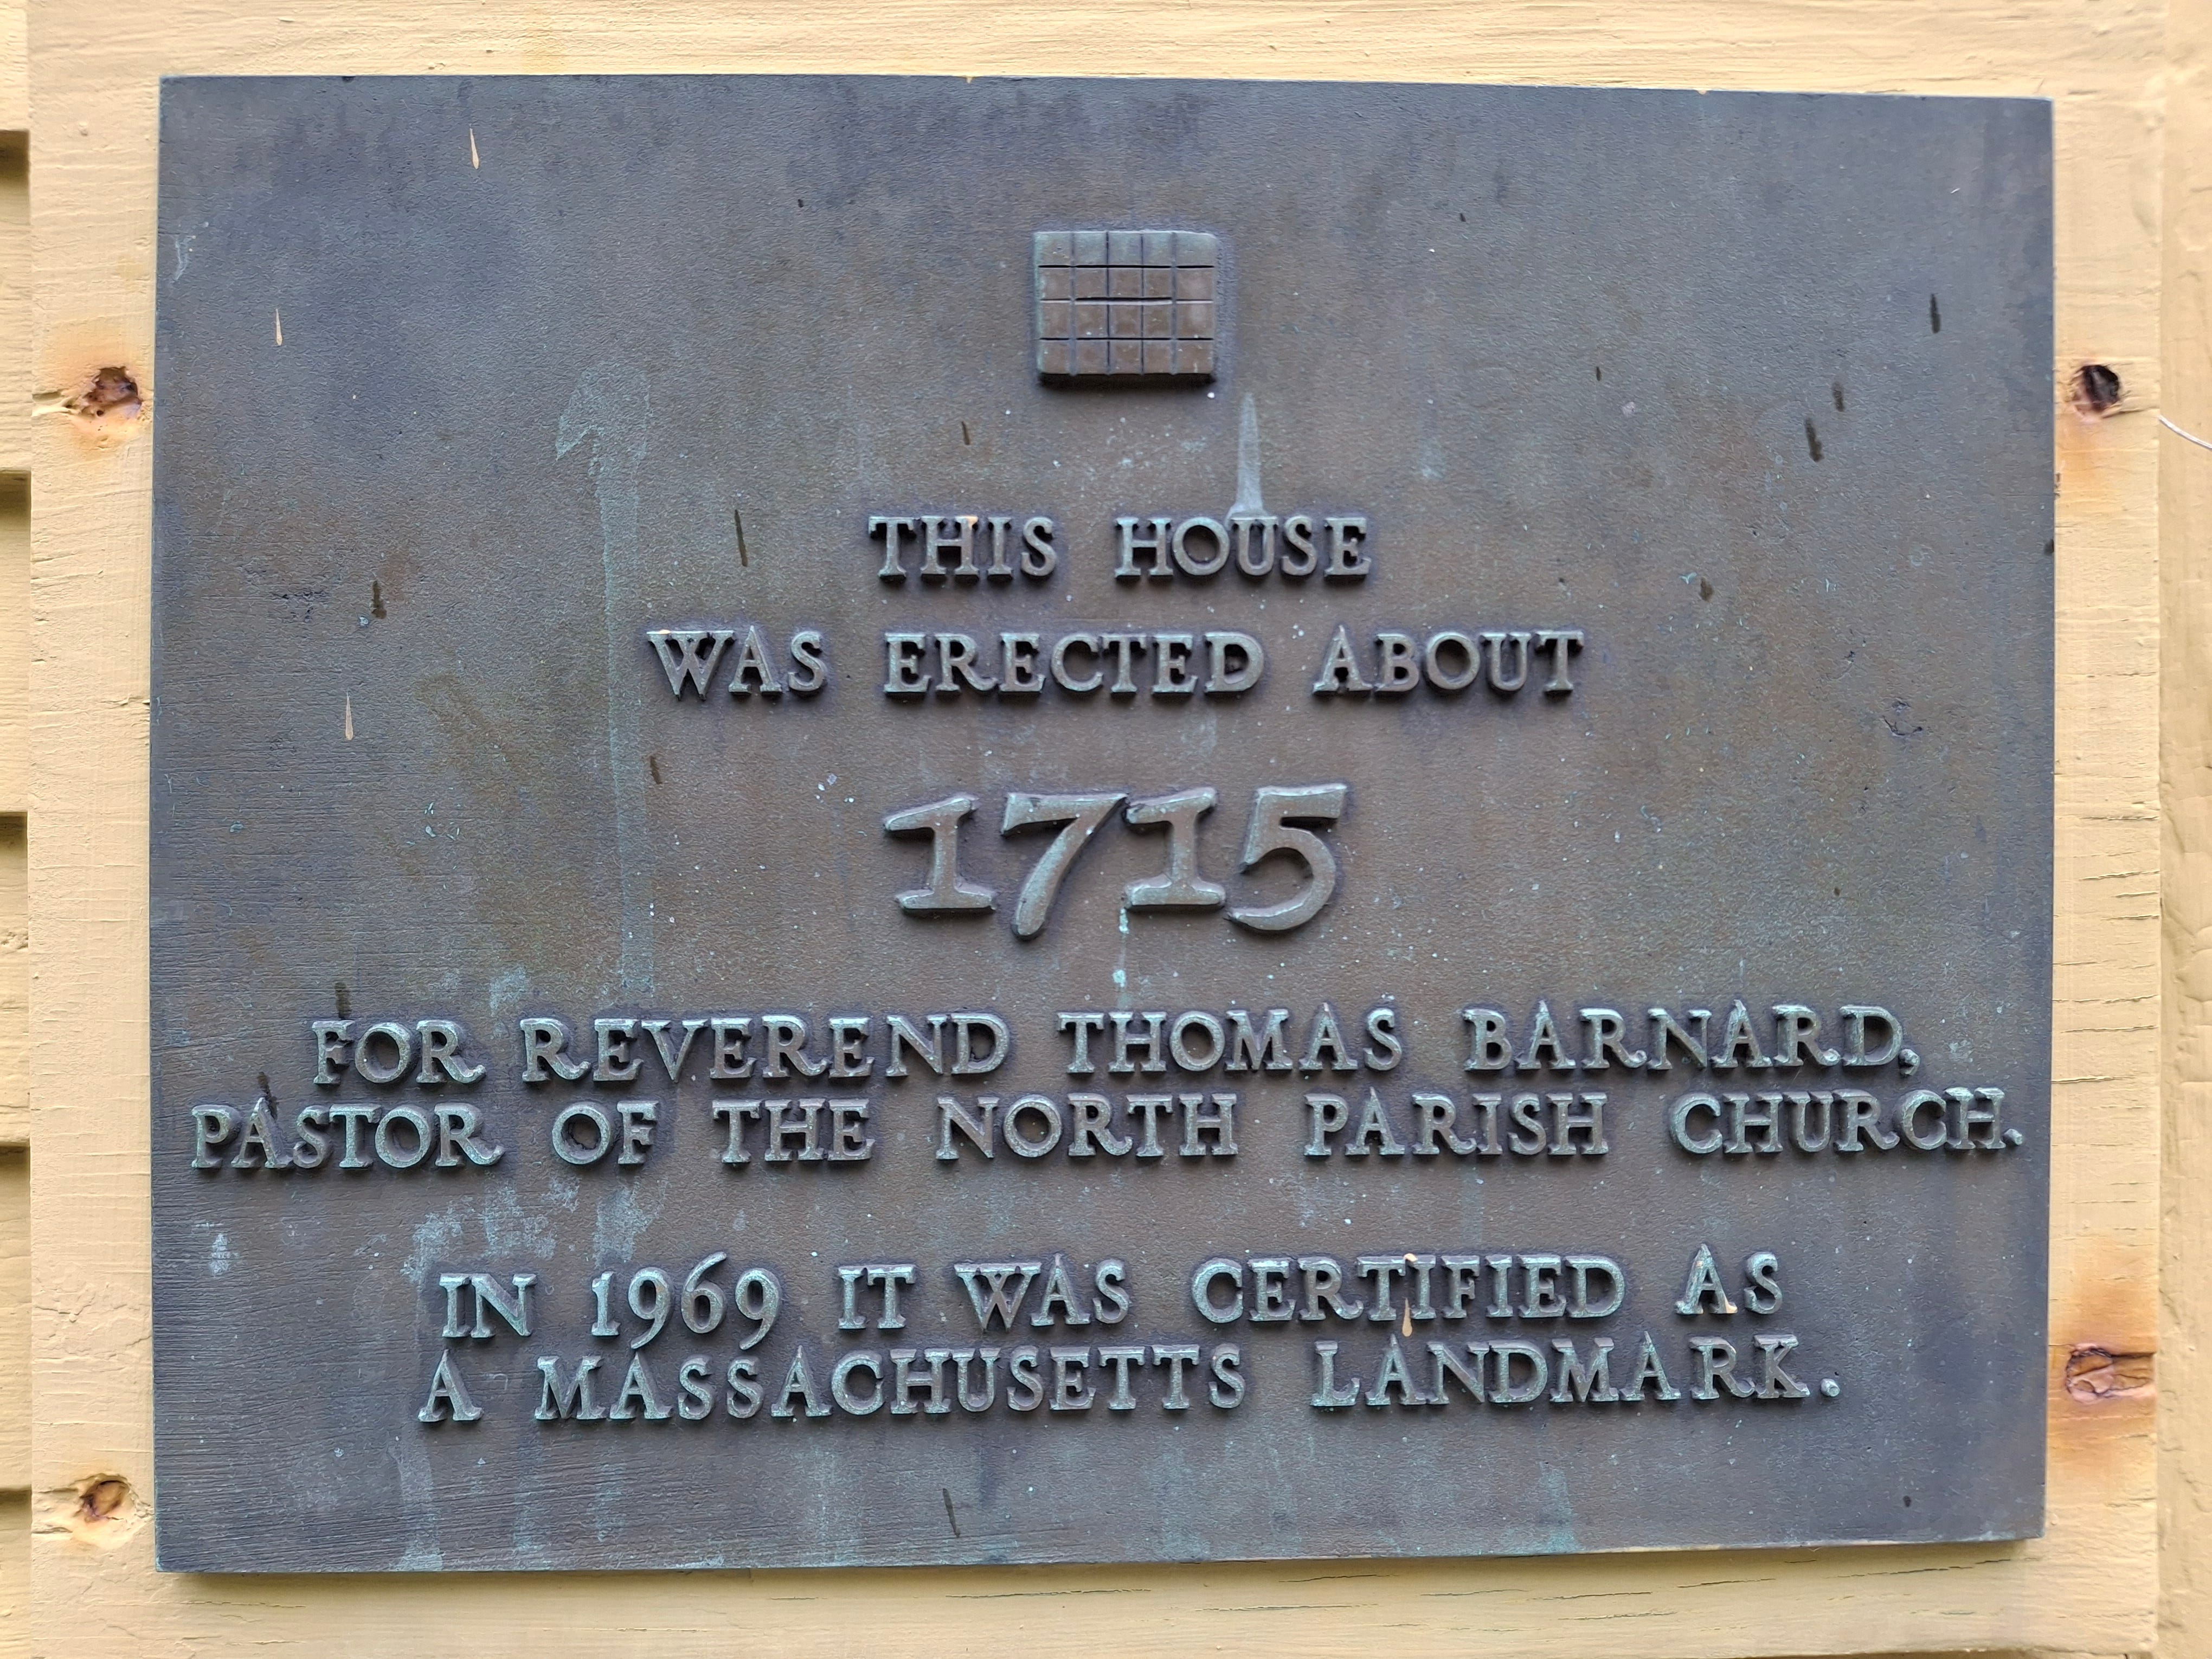 THIS HOUSE
WAS ERECTED ABOUT
1715
FOR REVEREND THOMAS BARNARD,
PASTOR OF THE NORTH PARISH CHURCH.
IN 1969 IT WAS CERTIFIED AS
A MASSACHUSETTS LANDMARK.